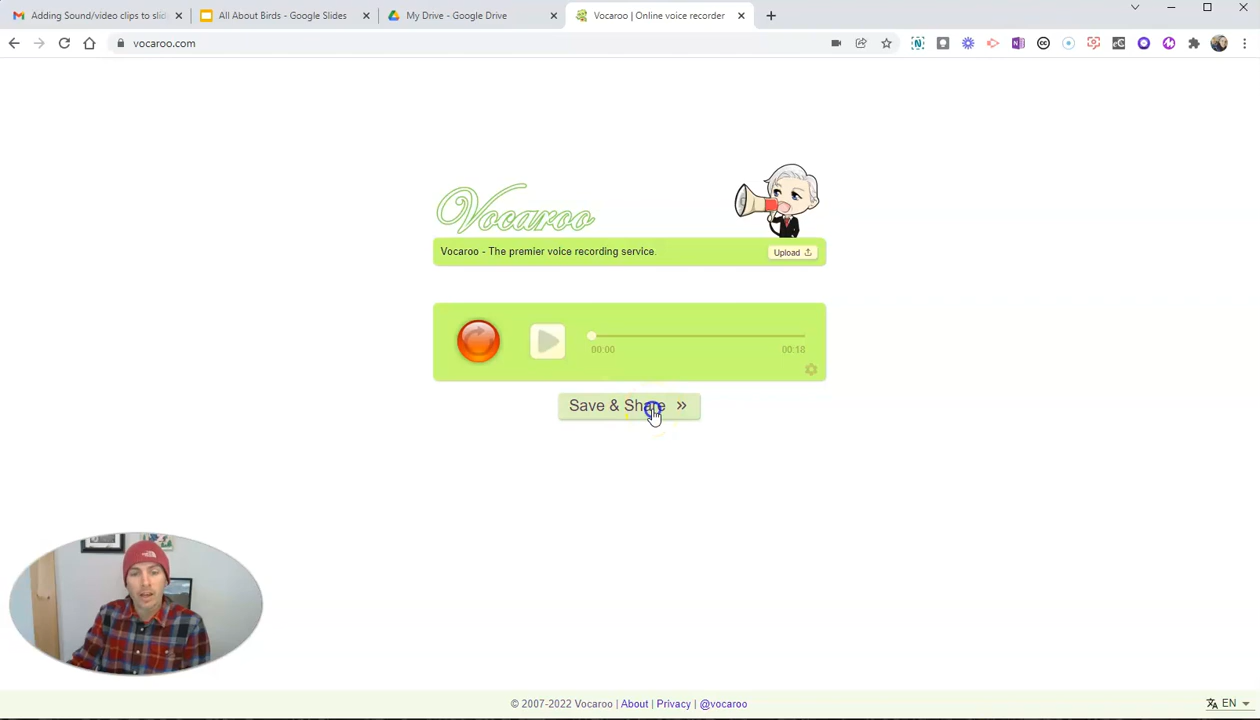 Adding Sound/video clips to slid
All About Birds - Google Slides
My Drive - Google Drive
Vocaroo | Online voice recorder
vocaroo.com
Vocaroo
Vocaroo - The premier voice recording service.
Upload
00:00
00:18
Save & Share »
© 2007-2022 Vocaroo | About | Privacy | @vocaroo
EN